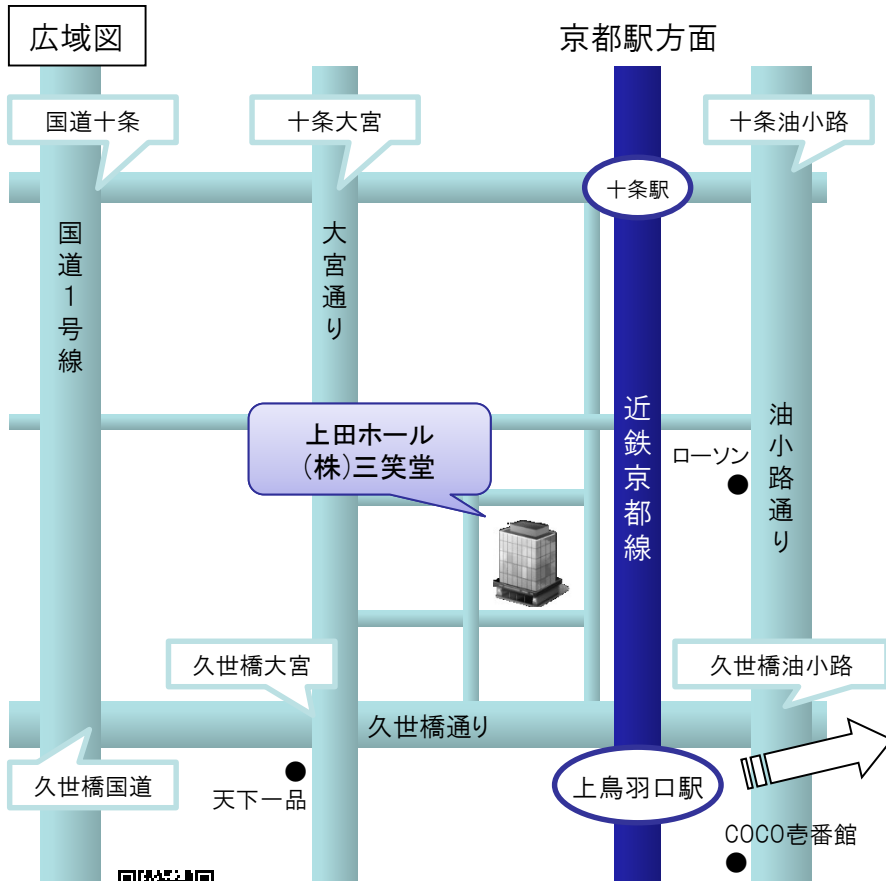 広域図
京都駅方面
国道十条
十条大宮
十条油小路
十条駅
国道1号線
大宮通り
近鉄京都線
油小路通り
上田ホール
(株)三笑堂
ローソン
久世橋大宮
久世橋油小路
久世橋通り
久世橋国道
天下一品
上鳥羽口駅
COCO壱番館